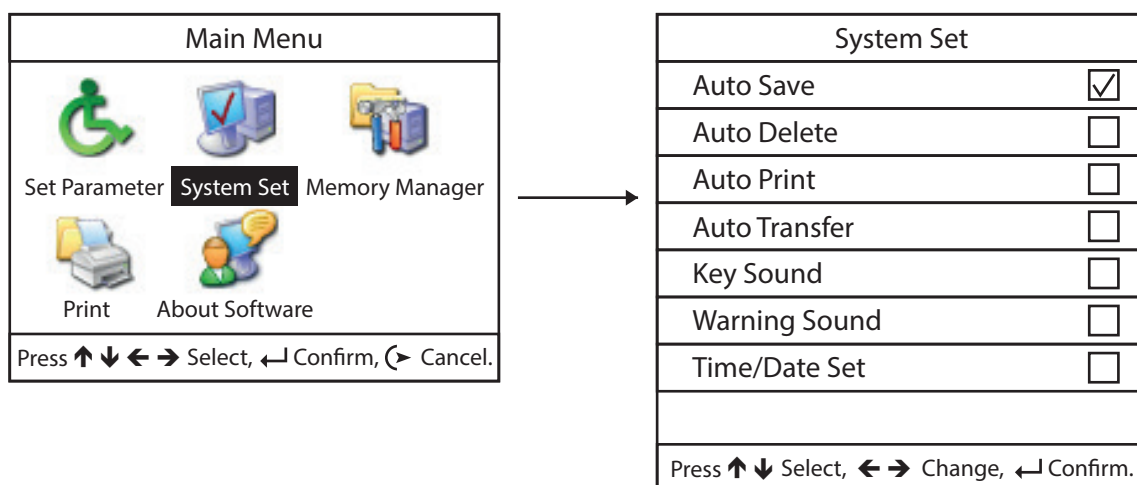 Main Menu
Set Parameter System Set Memory Manager
Print About Software
Press ↑ ↓ ← → Select, ↵ Confirm, Cancel.
System Set
Auto Save ☑
Auto Delete ☐
Auto Print ☐
Auto Transfer ☐
Key Sound ☐
Warning Sound ☐
Time/Date Set ☐
Press ↑ ↓ Select, ← → Change, ↵ Confirm.